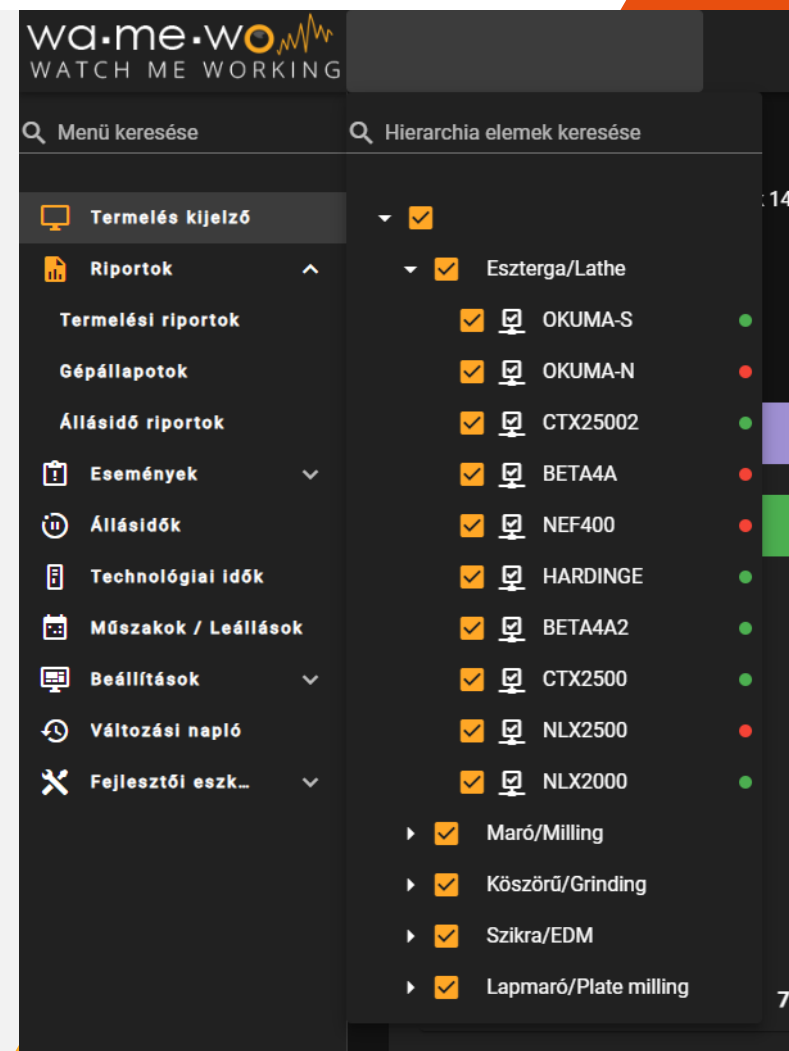 wa·me·wo
WATCH ME WORKING
Menü keresése
Termelés kijelző
Riportok
Termelési riportok
Gépállapotok
Állásidő riportok
Események
Állásidők
Technológiai idők
Műszakok / Leállások
Beállítások
Változási napló
Fejlesztői eszk…
Hierarchia elemek keresése
Eszterga/Lathe
OKUMA-S
OKUMA-N
CTX25002
BETA4A
NEF400
HARDINGE
BETA4A2
CTX2500
NLX2500
NLX2000
Maró/Milling
Köszörű/Grinding
Szikra/EDM
Lapmaró/Plate milling
: 14
7